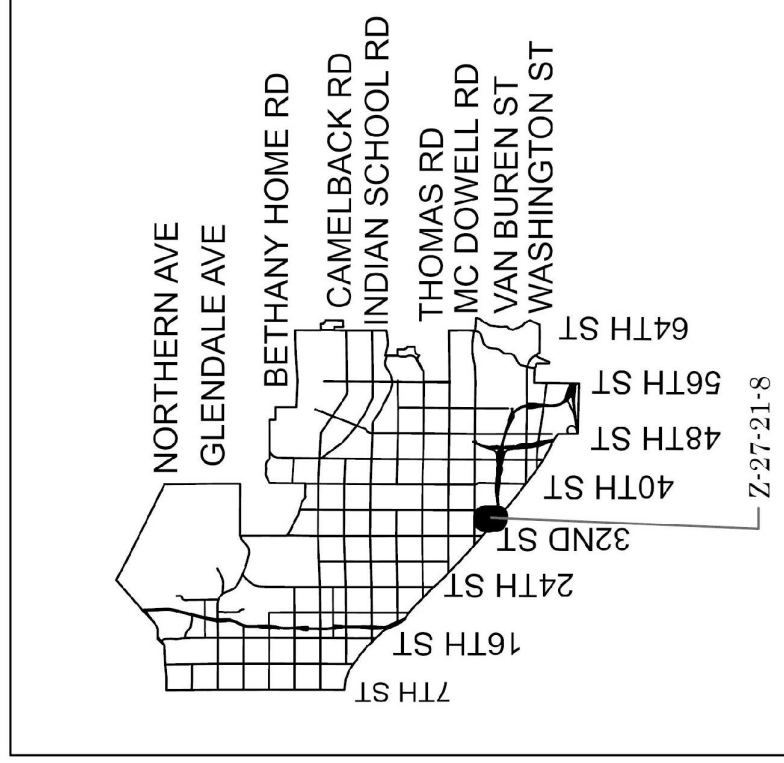 NORTHERN AVE
GLENDALE AVE
BETHANY HOME RD
CAMELBACK RD
INDIAN SCHOOL RD
THOMAS RD
MC DOWELL RD
VAN BUREN ST
WASHINGTON ST
64TH ST
56TH ST
48TH ST
40TH ST
32ND ST
24TH ST
16TH ST
7TH ST
Z-27-21-8